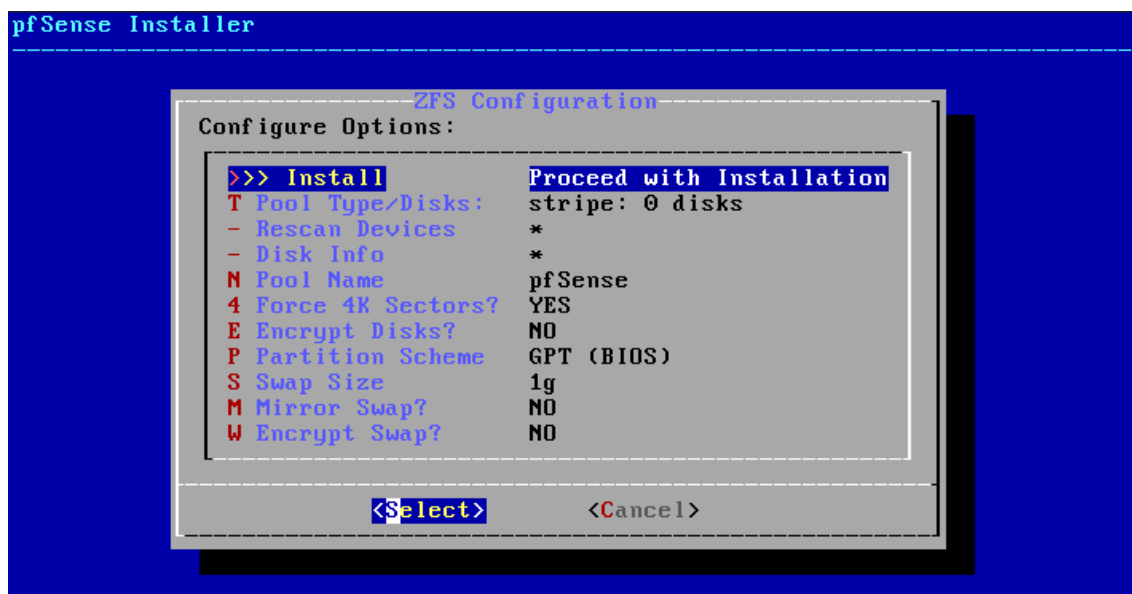 pfSense Installer
ZFS Configuration
Configure Options:
>>> Install Proceed with Installation
T Pool Type/Disks: stripe: 0 disks
- Rescan Devices *
- Disk Info *
N Pool Name pfSense
4 Force 4K Sectors? YES
E Encrypt Disks? NO
P Partition Scheme GPT (BIOS)
S Swap Size 1g
M Mirror Swap? NO
W Encrypt Swap? NO
<Select> <Cancel>